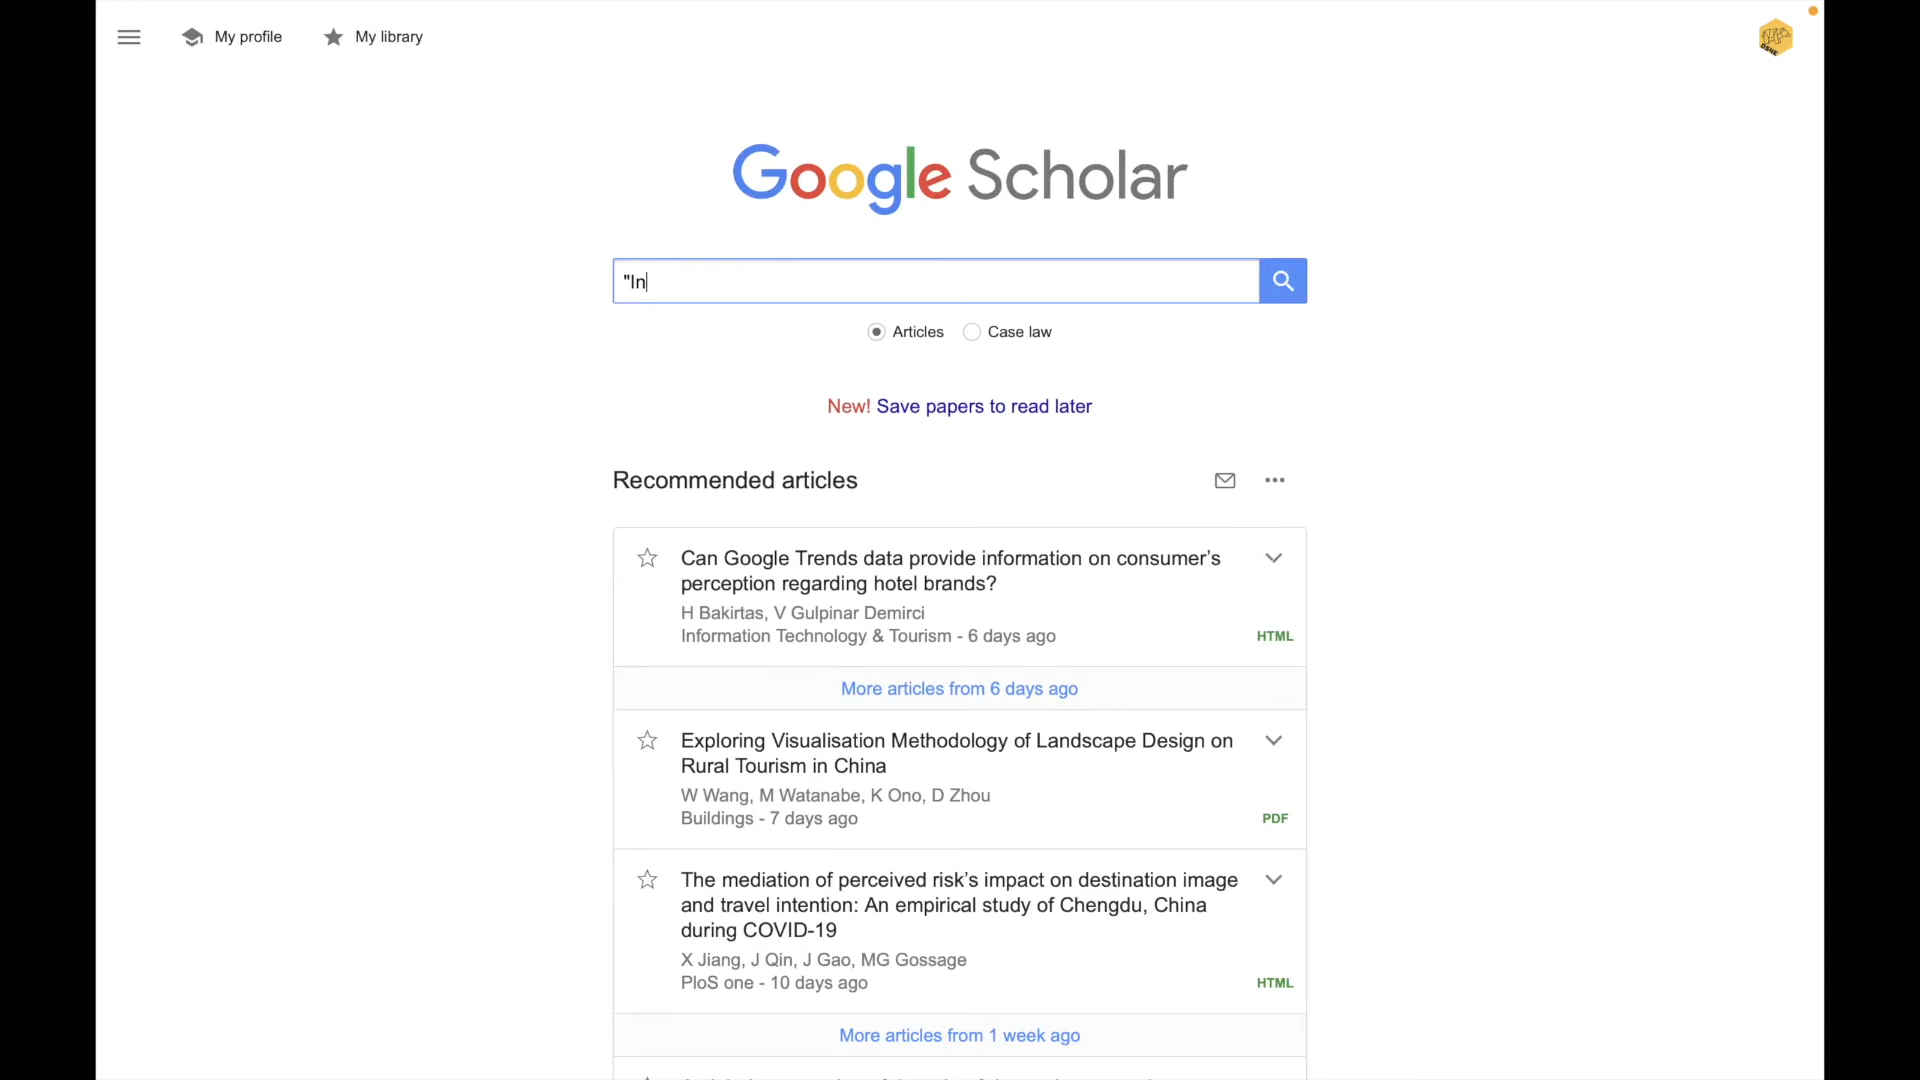 My profile
My library
Google Scholar
"In
Articles
Case law
New! Save papers to read later
Recommended articles
Can Google Trends data provide information on consumer’s
perception regarding hotel brands?
H Bakirtas, V Gulpinar Demirci
Information Technology & Tourism - 6 days ago
HTML
More articles from 6 days ago
Exploring Visualisation Methodology of Landscape Design on
Rural Tourism in China
W Wang, M Watanabe, K Ono, D Zhou
Buildings - 7 days ago
PDF
The mediation of perceived risk’s impact on destination image
and travel intention: An empirical study of Chengdu, China
during COVID-19
X Jiang, J Qin, J Gao, MG Gossage
PloS one - 10 days ago
HTML
More articles from 1 week ago